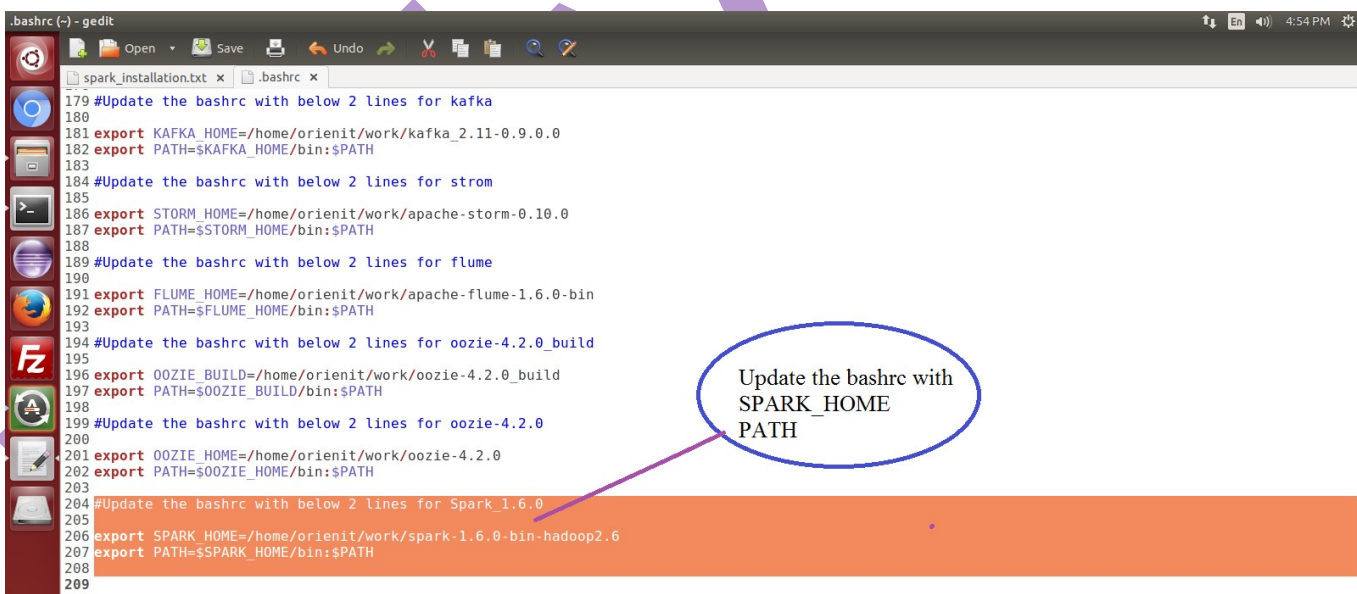 .bashrc (~) - gedit
En
4:54 PM
Open
Save
Undo
spark_installation.txt x
.bashrc x
179 #Update the bashrc with below 2 lines for kafka
180
181 export KAFKA_HOME=/home/orienit/work/kafka_2.11-0.9.0.0
182 export PATH=$KAFKA_HOME/bin:$PATH
183
184 #Update the bashrc with below 2 lines for strom
185
186 export STORM_HOME=/home/orienit/work/apache-storm-0.10.0
187 export PATH=$STORM_HOME/bin:$PATH
188
189 #Update the bashrc with below 2 lines for flume
190
191 export FLUME_HOME=/home/orienit/work/apache-flume-1.6.0-bin
192 export PATH=$FLUME_HOME/bin:$PATH
193
194 #Update the bashrc with below 2 lines for oozie-4.2.0_build
195
196 export OOZIE_BUILD=/home/orienit/work/oozie-4.2.0_build
197 export PATH=$OOZIE_BUILD/bin:$PATH
198
199 #Update the bashrc with below 2 lines for oozie-4.2.0
200
201 export OOZIE_HOME=/home/orienit/work/oozie-4.2.0
202 export PATH=$OOZIE_HOME/bin:$PATH
203
204 #Update the bashrc with below 2 lines for Spark_1.6.0
205
206 export SPARK_HOME=/home/orienit/work/spark-1.6.0-bin-hadoop2.6
207 export PATH=$SPARK_HOME/bin:$PATH
208
209
Update the bashrc with
SPARK_HOME
PATH
Fz